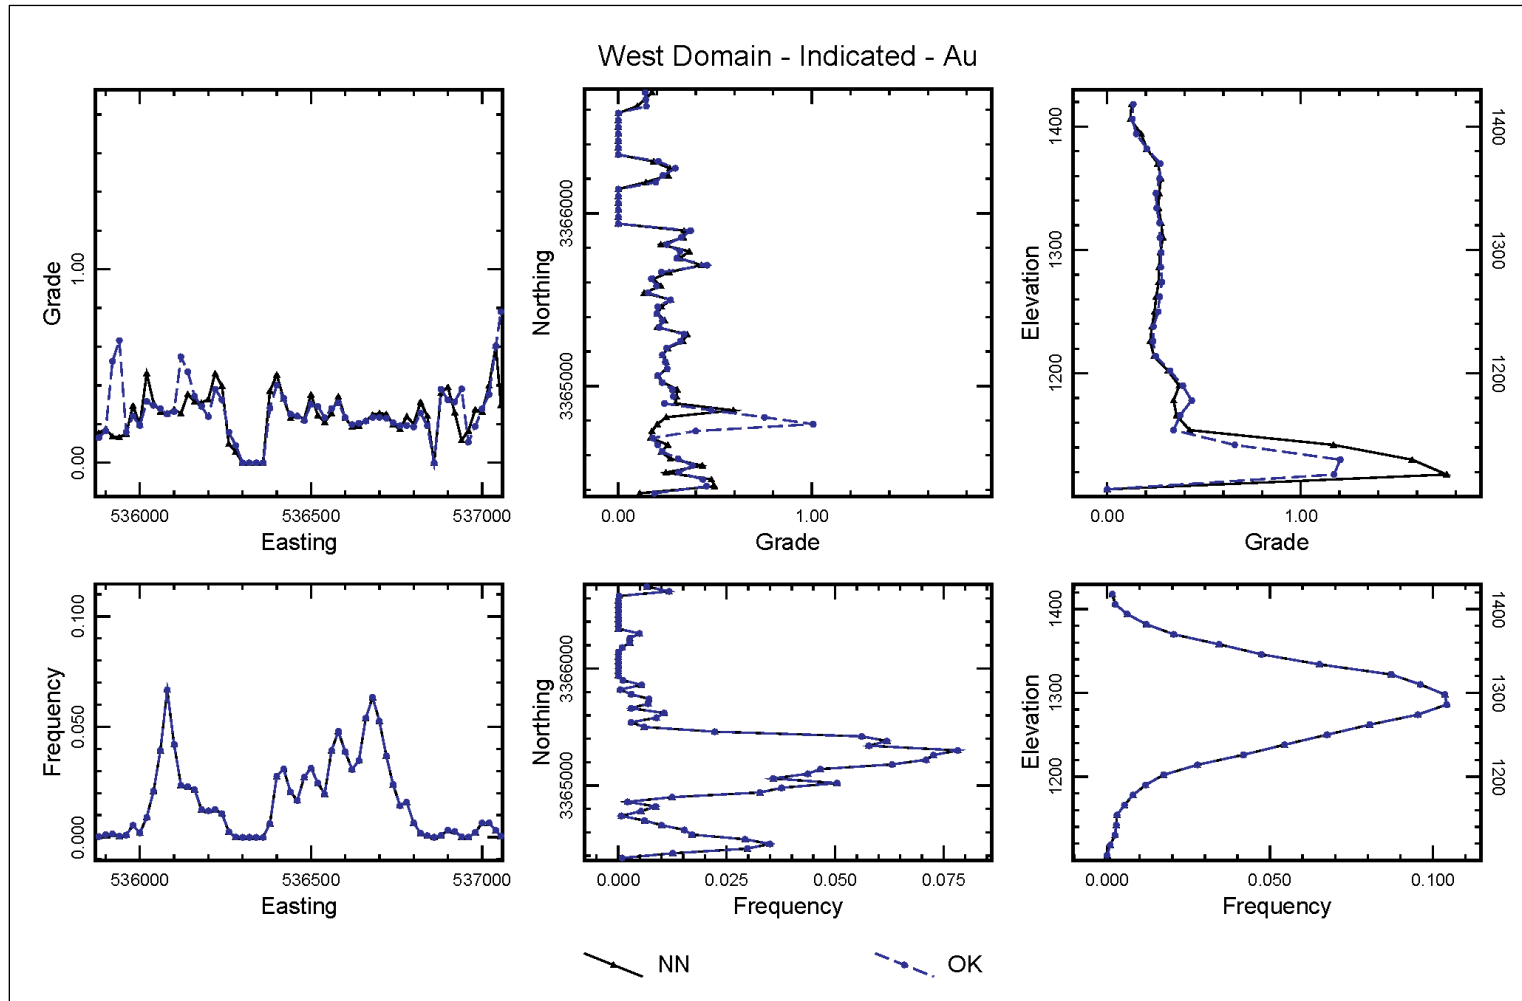 West Domain - Indicated - Au
Grade
1.00
0.00
536000
536500
537000
Easting
Northing
3366000
3365000
0.00
1.00
Grade
Elevation
1400
1300
1200
1400
1300
1200
0.00
1.00
Grade
Frequency
0.100
0.050
0.000
536000
536500
537000
Easting
Northing
3366000
3365000
0.000
0.025
0.050
0.075
Frequency
Elevation
1400
1300
1200
1400
1300
1200
0.000
0.050
0.100
Frequency
NN
OK